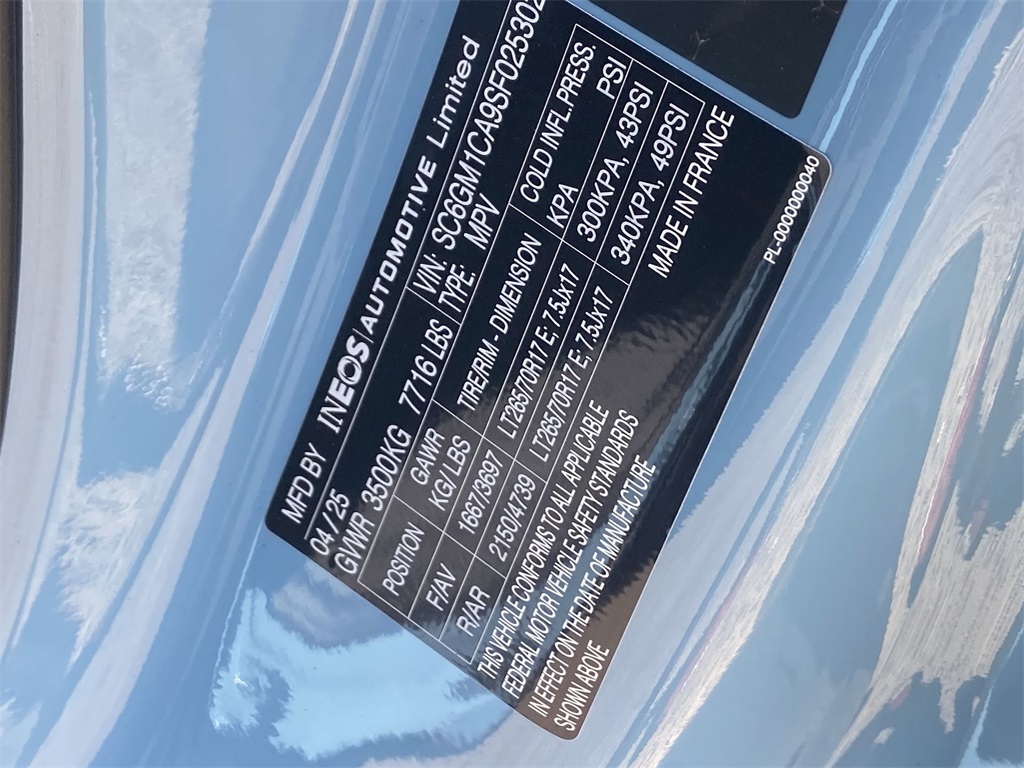 MFD BY INEOS | AUTOMOTIVE Limited
04 / 25 VIN: SC6GM1CA9SF025302
GVWR 3500KG 7716 LBS TYPE: MPV
POSITION GAWR KG/ LBS TIRE/RIM - DIMENSION COLD INFL.PRESS. KPA PSI
F/AV 1667/3697 LT265/70R17 E; 7.5Jx17 300KPA, 43PSI
R/AR 2150/4739 LT265/70R17 E; 7.5Jx17 340KPA, 49PSI
THIS VEHICLE CONFORMS TO ALL APPLICABLE
FEDERAL MOTOR VEHICLE SAFETY STANDARDS
IN EFFECT ON THE DATE OF MANUFACTURE
SHOWN ABOVE
MADE IN FRANCE
PL-0000000040